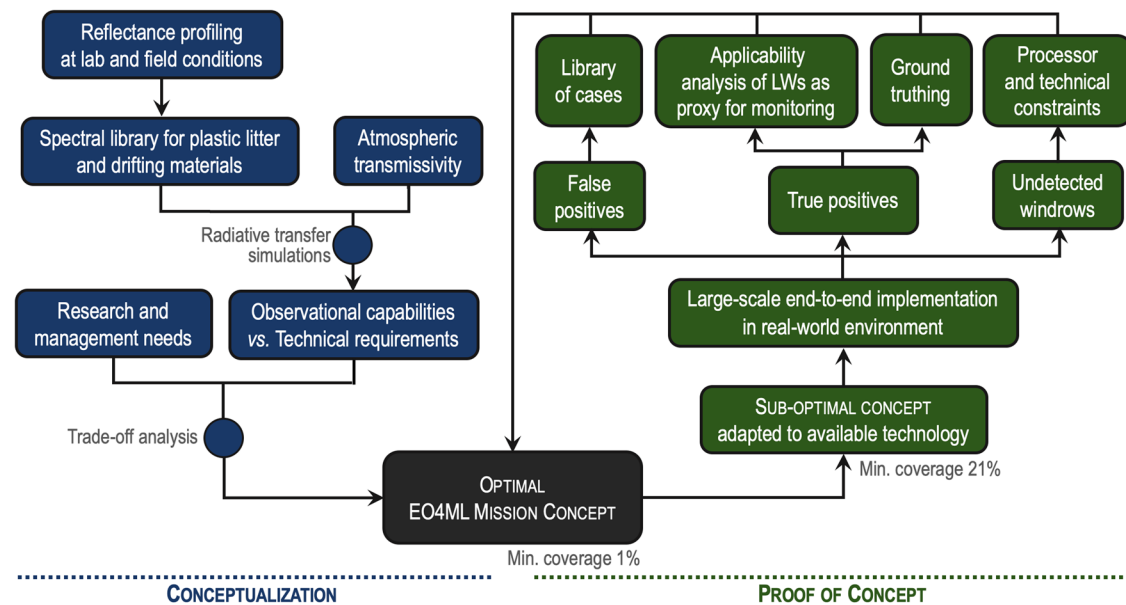 Reflectance profiling
at lab and field conditions
Spectral library for plastic litter
and drifting materials
Atmospheric
transmissivity
Radiative transfer
simulations
Research and
management needs
Observational capabilities
vs. Technical requirements
Trade-off analysis
OPTIMAL
EO4ML MISSION CONCEPT
Min. coverage 1%
CONCEPTUALIZATION
Library
of cases
Applicability
analysis of LWs as
proxy for monitoring
Ground
truthing
Processor
and technical
constraints
False
positives
True positives
Undetected
windrows
Large-scale end-to-end implementation
in real-world environment
SUB-OPTIMAL CONCEPT
adapted to available technology
Min. coverage 21%
PROOF OF CONCEPT